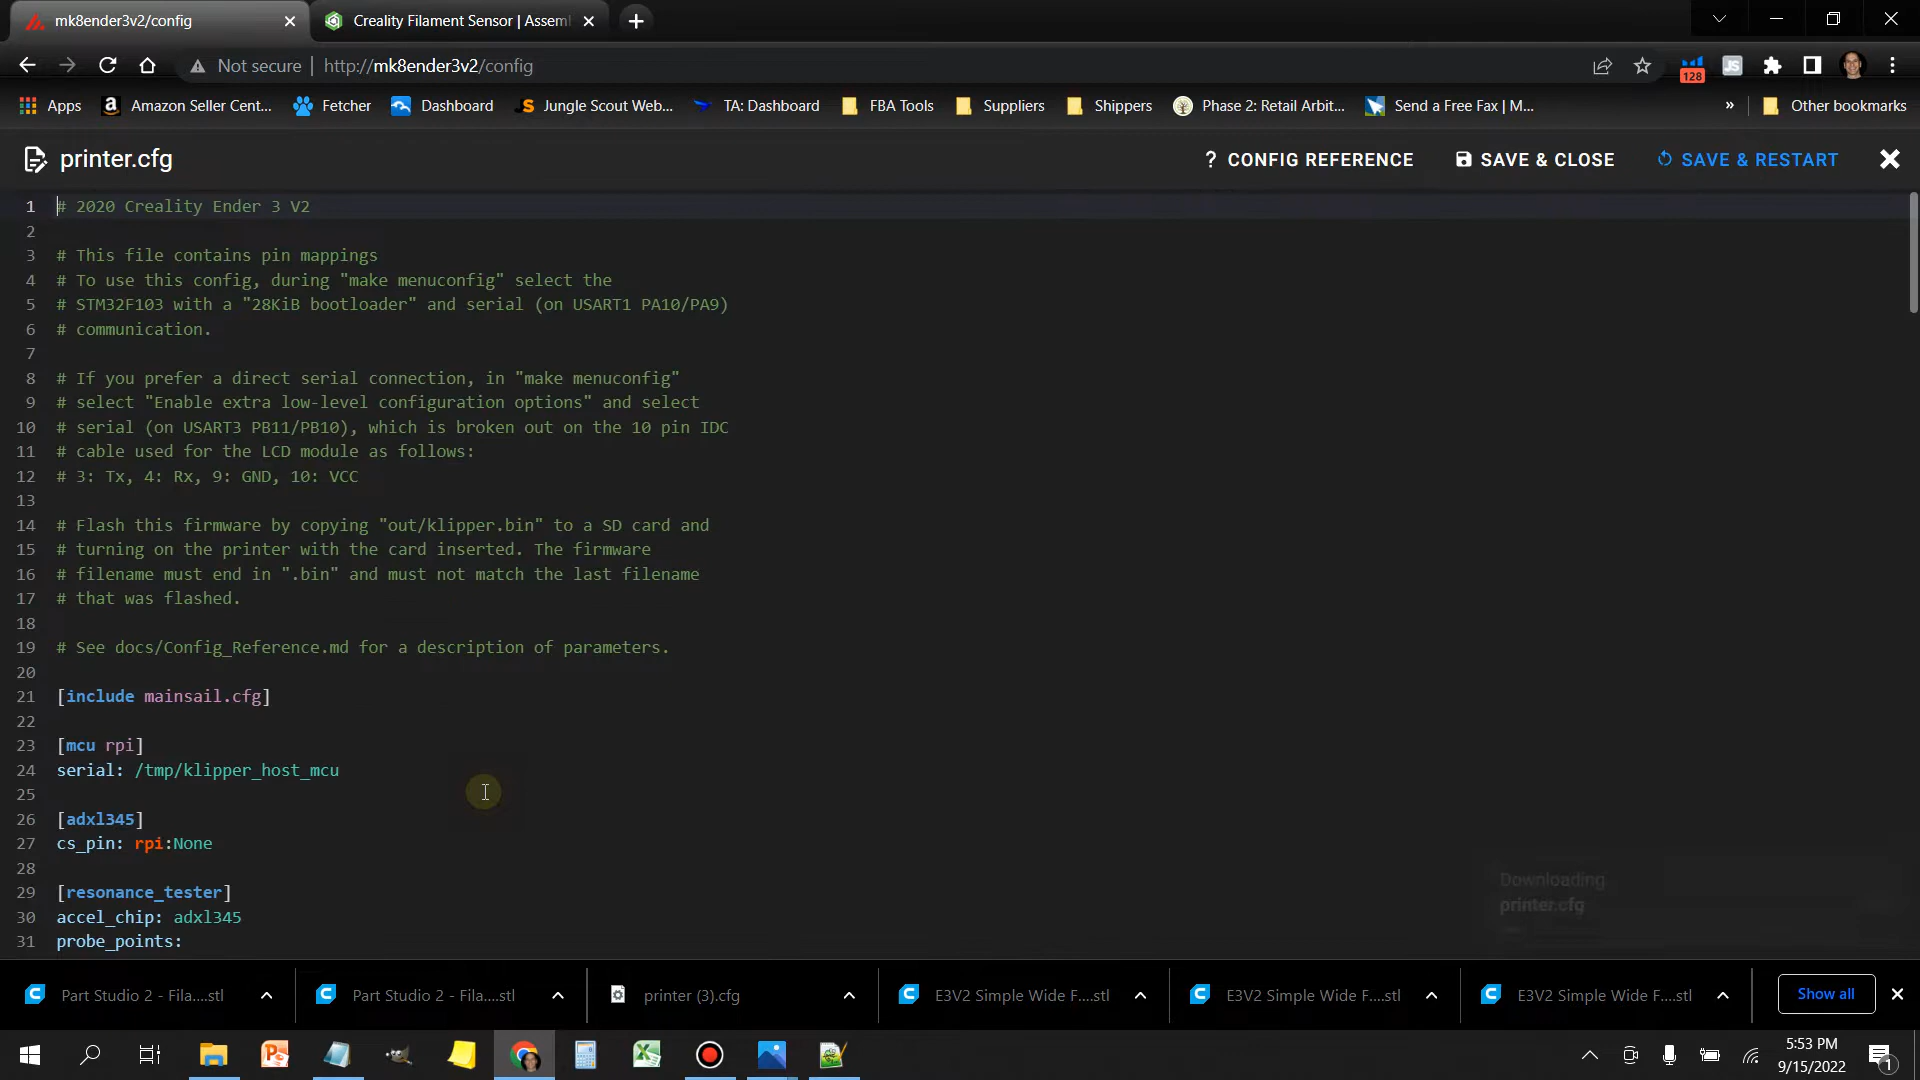 mk8ender3v2/config
Creality Filament Sensor | Assem
Not secure
http://mk8ender3v2/config
128
JS
Apps
Amazon Seller Cent...
Fetcher
Dashboard
Jungle Scout Web...
TA: Dashboard
FBA Tools
Suppliers
Shippers
Phase 2: Retail Arbit...
Send a Free Fax | M...
»
Other bookmarks
printer.cfg
? CONFIG REFERENCE
SAVE & CLOSE
SAVE & RESTART
1 # 2020 Creality Ender 3 V2
2
3 # This file contains pin mappings
4 # To use this config, during "make menuconfig" select the
5 # STM32F103 with a "28KiB bootloader" and serial (on USART1 PA10/PA9)
6 # communication.
7
8 # If you prefer a direct serial connection, in "make menuconfig"
9 # select "Enable extra low-level configuration options" and select
10 # serial (on USART3 PB11/PB10), which is broken out on the 10 pin IDC
11 # cable used for the LCD module as follows:
12 # 3: Tx, 4: Rx, 9: GND, 10: VCC
13
14 # Flash this firmware by copying "out/klipper.bin" to a SD card and
15 # turning on the printer with the card inserted. The firmware
16 # filename must end in ".bin" and must not match the last filename
17 # that was flashed.
18
19 # See docs/Config_Reference.md for a description of parameters.
20
21 [include mainsail.cfg]
22
23 [mcu rpi]
24 serial: /tmp/klipper_host_mcu
25
26 [adxl345]
27 cs_pin: rpi:None
28
29 [resonance_tester]
30 accel_chip: adxl345
31 probe_points:
Downloading
printer.cfg
Part Studio 2 - Fila....stl
Part Studio 2 - Fila....stl
printer (3).cfg
E3V2 Simple Wide F....stl
E3V2 Simple Wide F....stl
E3V2 Simple Wide F....stl
Show all
5:53 PM
9/15/2022
1